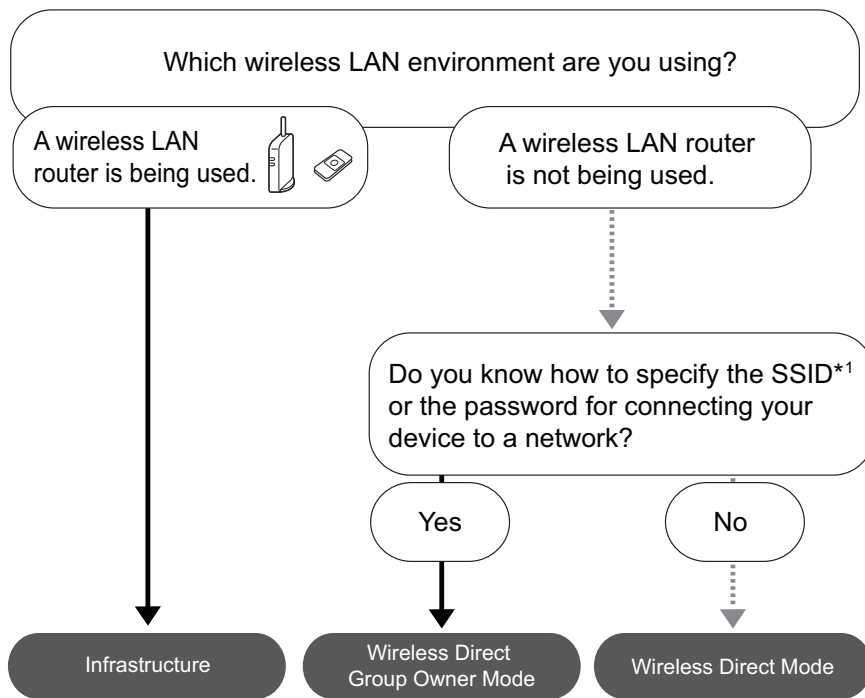 Which wireless LAN environment are you using?
A wireless LAN
router is being used.
A wireless LAN router
is not being used.
Do you know how to specify the SSID*1
or the password for connecting your
device to a network?
Yes
No
Infrastructure
Wireless Direct
Group Owner Mode
Wireless Direct Mode